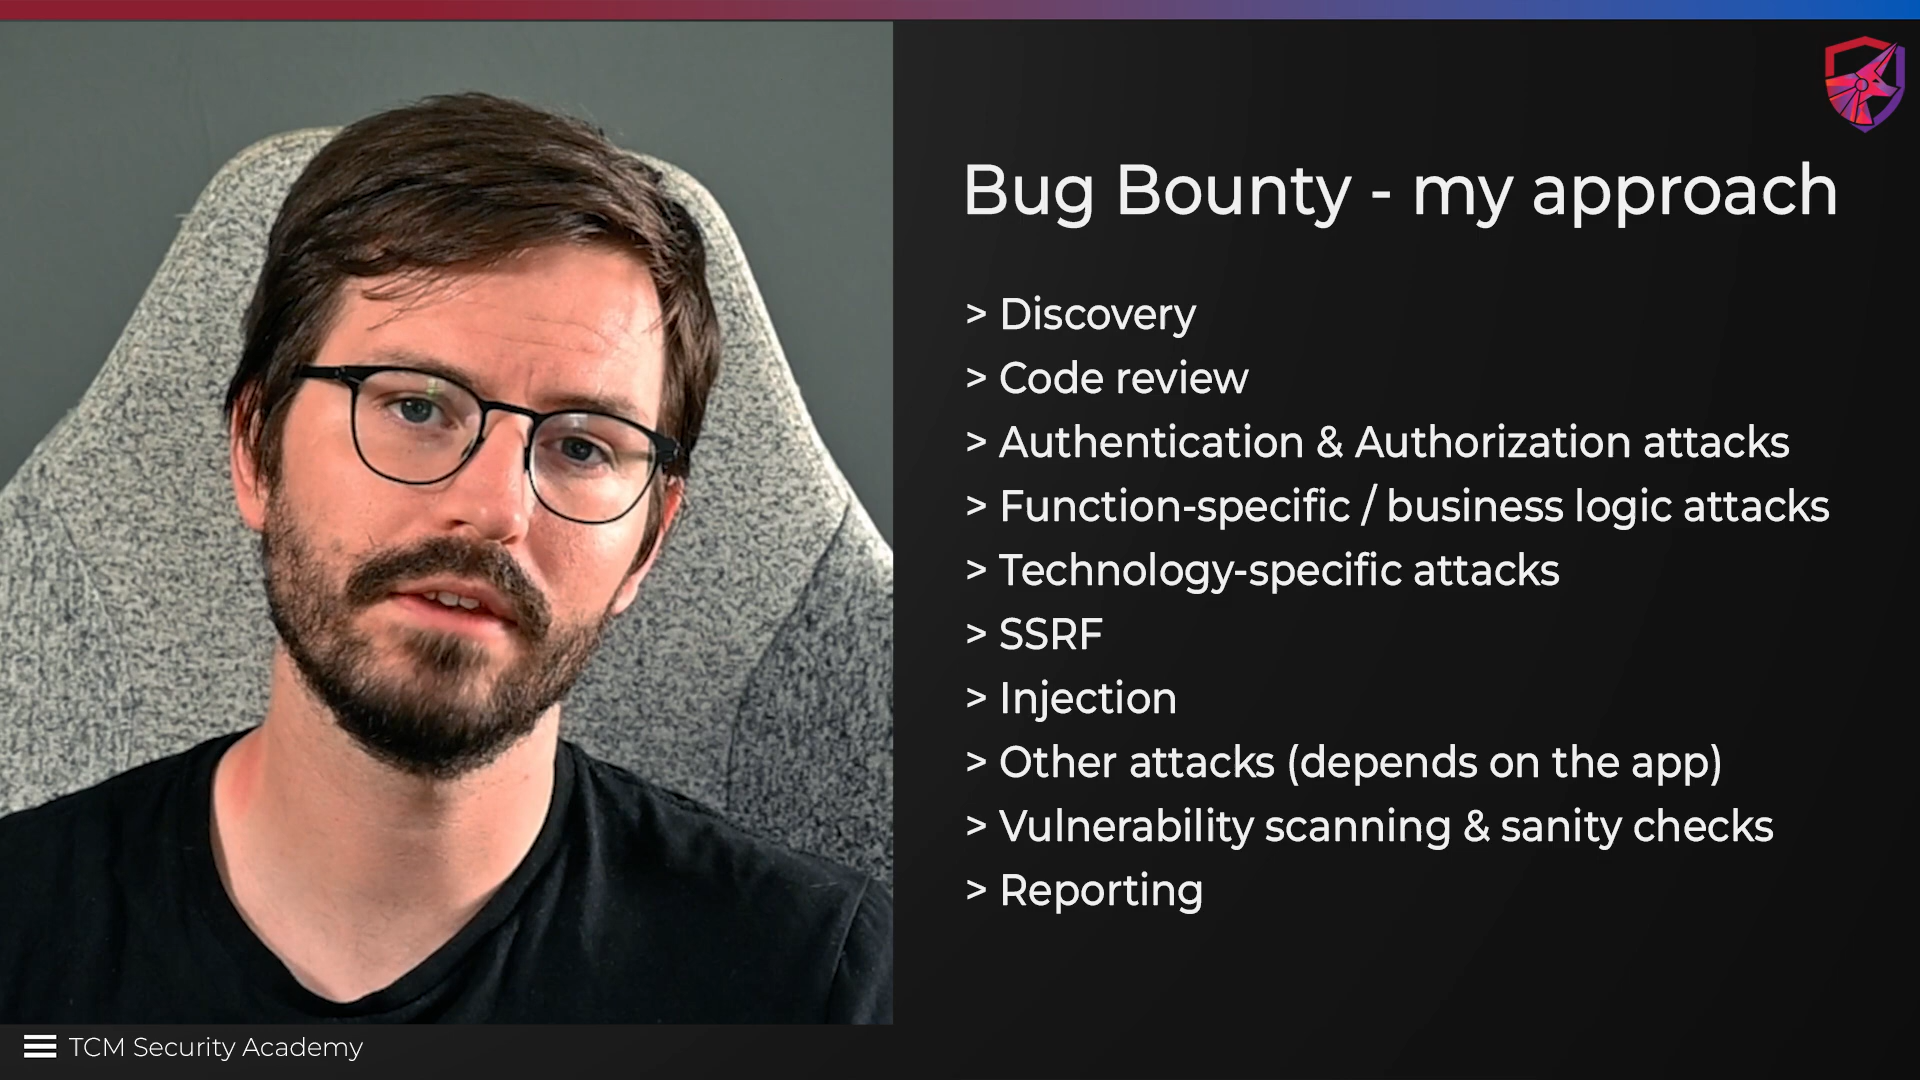 Bug Bounty - my approach
> Discovery
> Code review
> Authentication & Authorization attacks
> Function-specific / business logic attacks
> Technology-specific attacks
> SSRF
> Injection
> Other attacks (depends on the app)
> Vulnerability scanning & sanity checks
> Reporting
TCM Security Academy